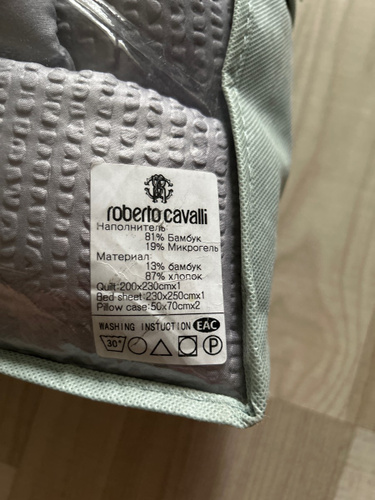 roberto cavalli
Наполнитель
81% Бамбук
19% Микрогель
Материал
13% бамбук
87% хлопок
Quilt:200x230cmx1
Bed sheet:230x250cmx1
Pillow case:50x70cmx2
WASHING INSTUCTION EAC
30° P